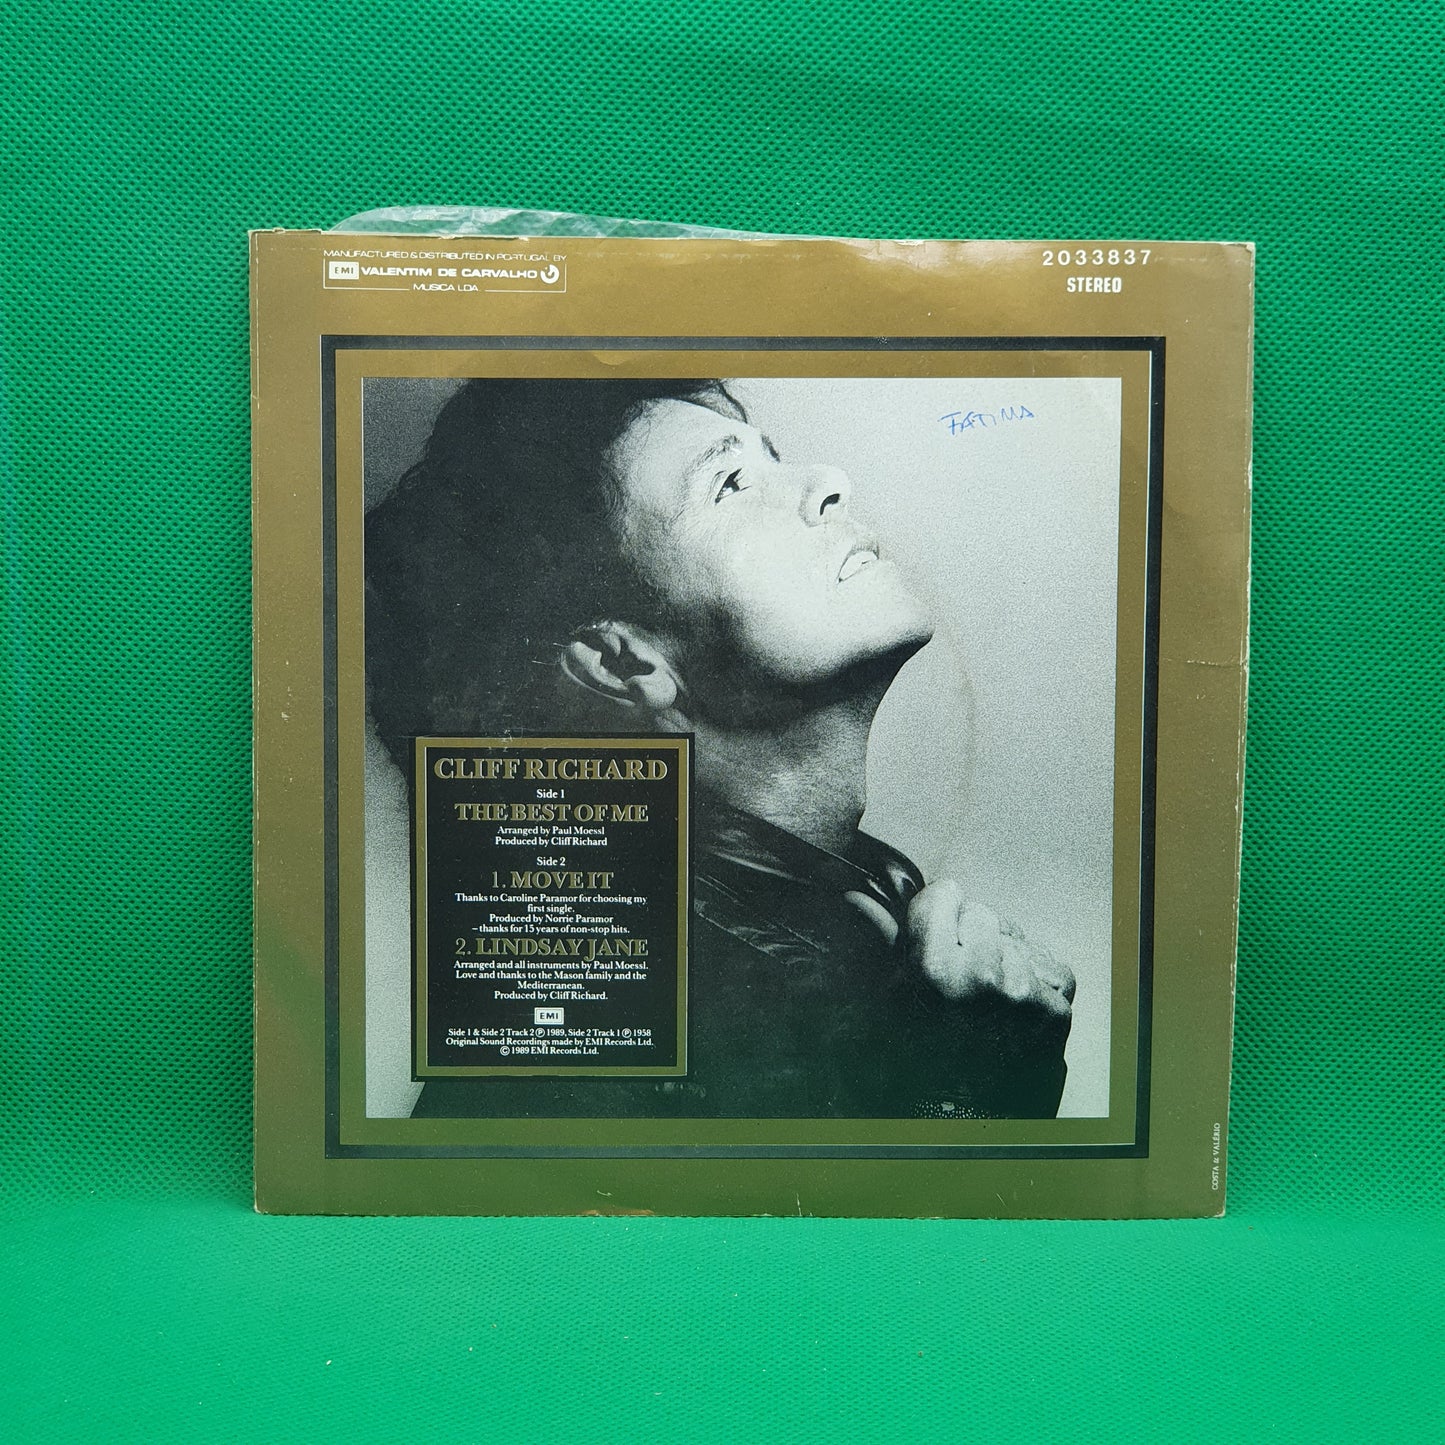 MANUFACTURED & DISTRIBUTED IN PORTUGAL BY
EMI VALENTIM DE CARVALHO
MUSICA LDA.
2033837
STEREO
FATIMA
CLIFF RICHARD
Side 1
THE BEST OF ME
Arranged by Paul Moessl
Produced by Cliff Richard
Side 2
1. MOVE IT
Thanks to Caroline Paramor for choosing my
first single.
Produced by Norrie Paramor
– thanks for 15 years of non-stop hits.
2. LINDSAY JANE
Arranged and all instruments by Paul Moessl.
Love and thanks to the Mason family and the
Mediterranean.
Produced by Cliff Richard.
EMI
Side 1 & Side 2 Track 2 ℗ 1989, Side 2 Track 1 ℗ 1958
Original Sound Recordings made by EMI Records Ltd.
© 1989 EMI Records Ltd.
COSTA & VALÉRIO